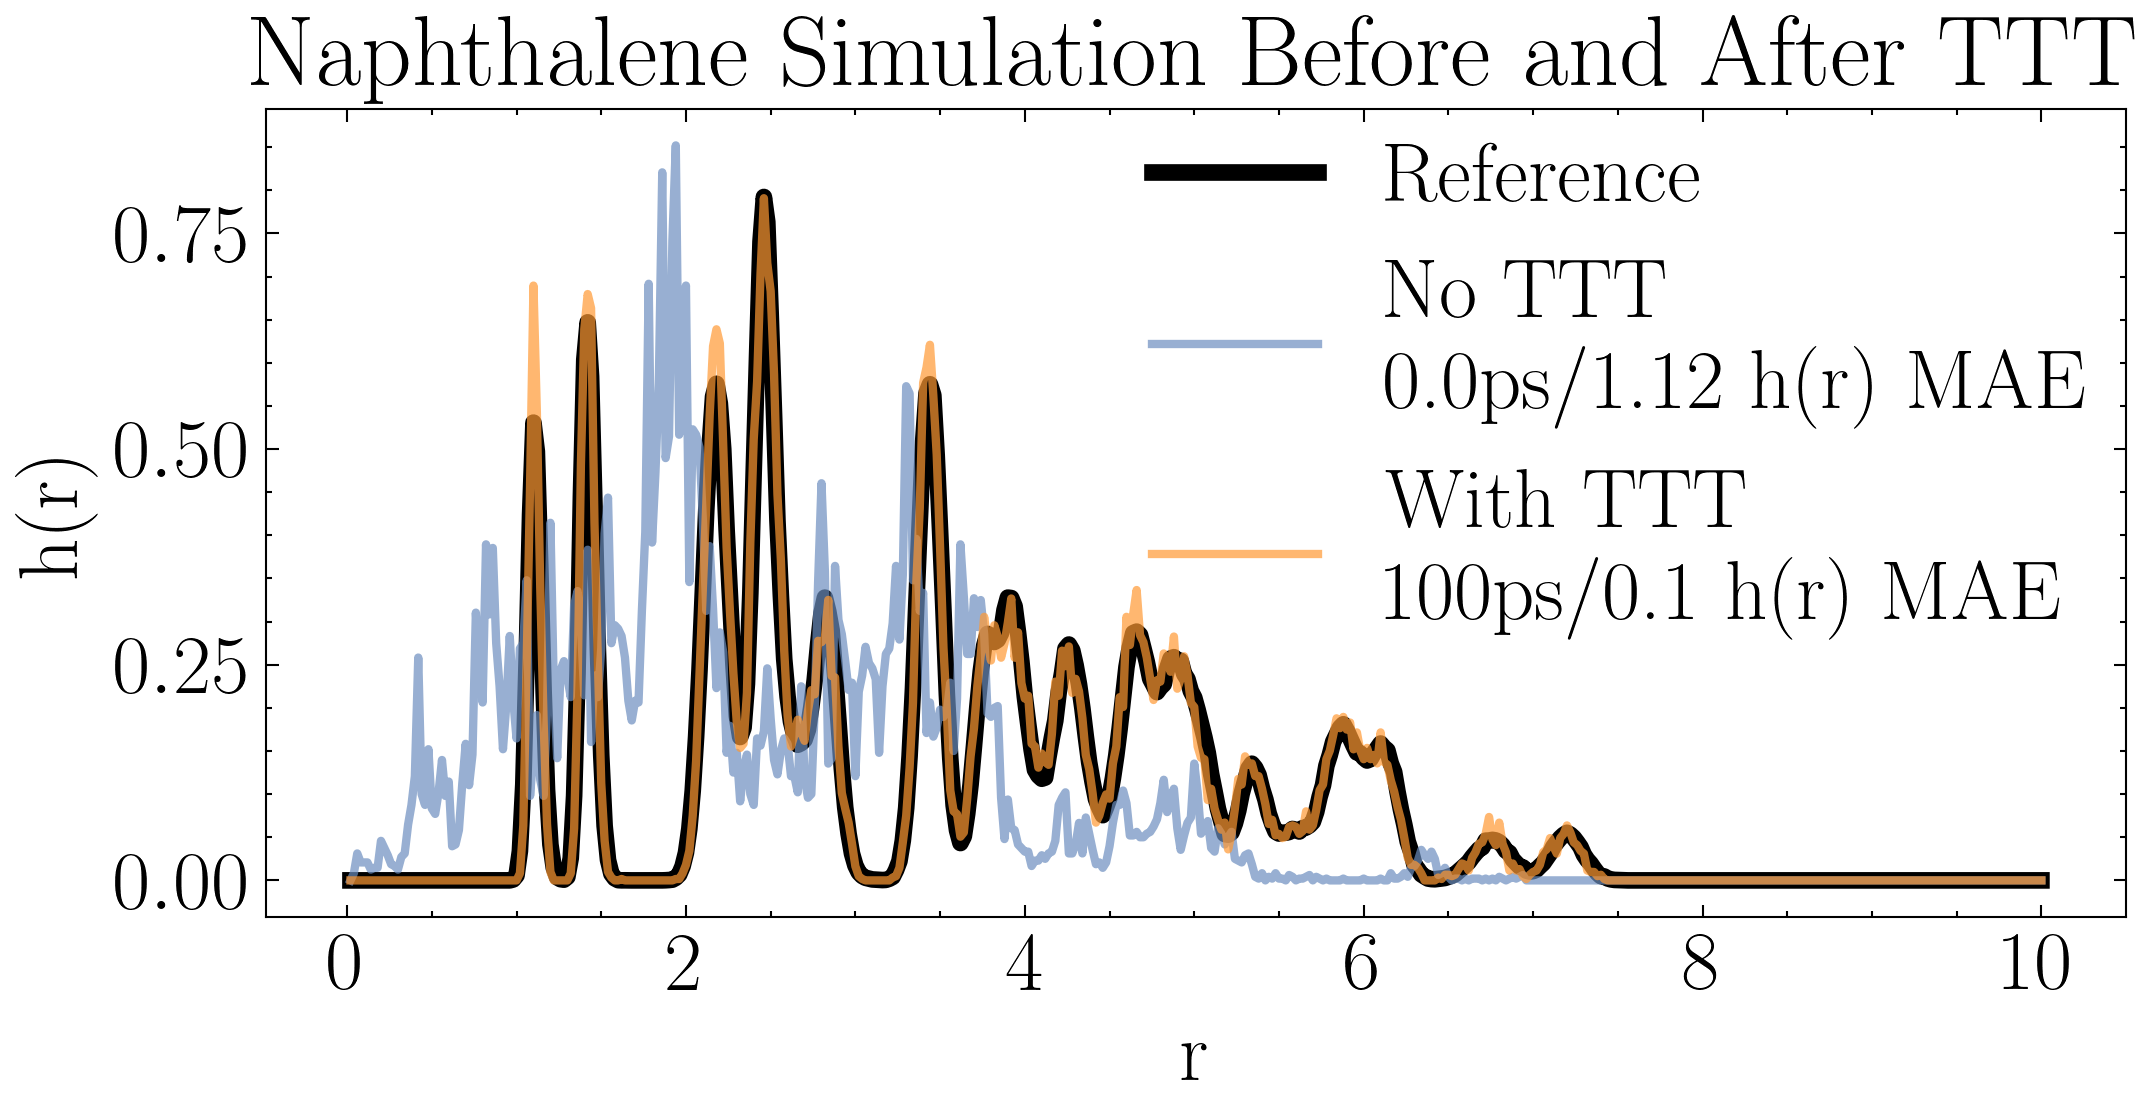 Naphthalene Simulation Before and After TTT
Reference
No TTT
0.0ps/1.12 h(r) MAE
With TTT
100ps/0.1 h(r) MAE
h(r)
0.75
0.50
0.25
0.00
0 2 4 6 8 10
r